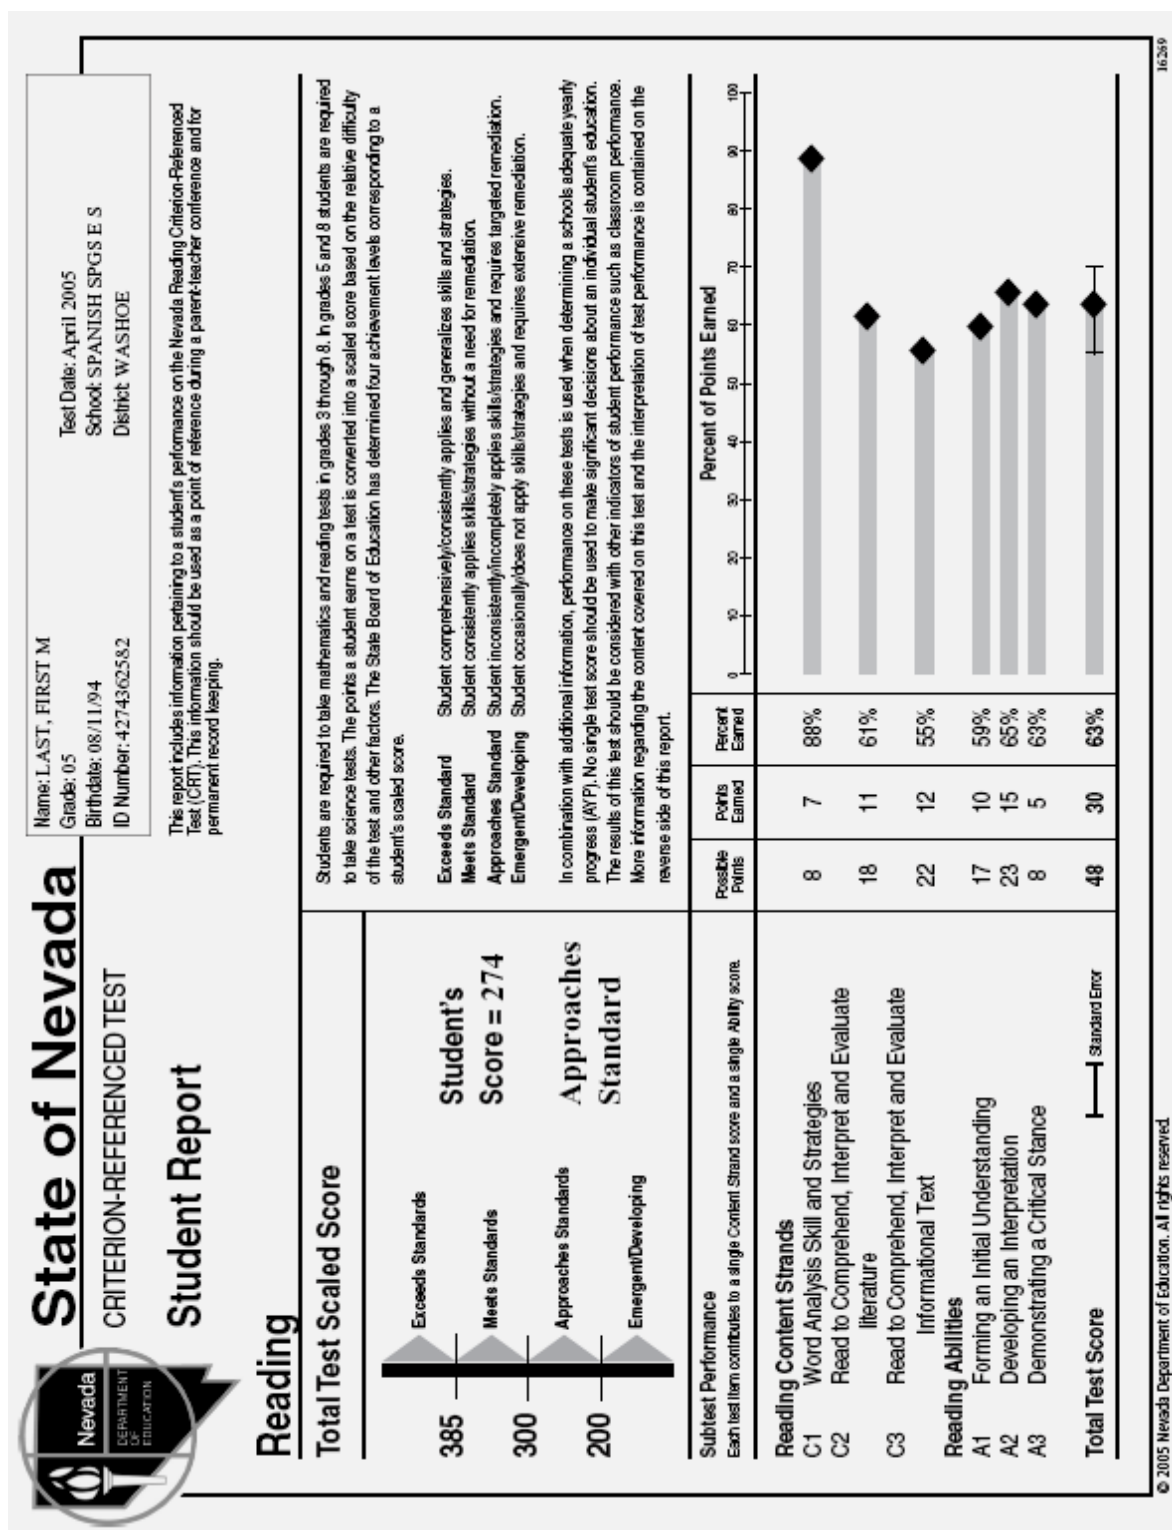 Nevada
DEPARTMENT
OF
EDUCATION
State of Nevada
CRITERION-REFERENCED TEST
Student Report
Name: LAST, FIRST M
Grade: 05
Birthdate: 08/11/94
ID Number: 4274362582
Test Date: April 2005
School: SPANISH SPGS E S
District: WASHOE
This report includes information pertaining to a student's performance on the Nevada Reading Criterion-Referenced
Test (CRT). This information should be used as a point of reference during a parent-teacher conference and for
permanent record keeping.
Reading
Total Test Scaled Score
385
300
200
Exceeds Standards
Meets Standards
Approaches Standards
Emergent/Developing
Student's
Score = 274
Approaches
Standard
Students are required to take mathematics and reading tests in grades 3 through 8. In grades 5 and 8 students are required
to take science tests. The points a student earns on a test is converted into a scaled score based on the relative difficulty
of the test and other factors. The State Board of Education has determined four achievement levels corresponding to a
student's scaled score.
Exceeds Standard Student comprehensively/consistently applies and generalizes skills and strategies.
Meets Standard Student consistently applies skills/strategies without a need for remediation.
Approaches Standard Student inconsistently/incompletely applies skills/strategies and requires targeted remediation.
Emergent/Developing Student occasionally/does not apply skills/strategies and requires extensive remediation.
In combination with additional information, performance on these tests is used when determining a schools adequate yearly
progress (AYP). No single test score should be used to make significant decisions about an individual student's education.
The results of this test should be considered with other indicators of student performance such as classroom performance.
More information regarding the content covered on this test and the interpretation of test performance is contained on the
reverse side of this report.
Subtest Performance
Each test item contributes to a single Content Strand score and a single Ability score.
Possible
Points
Points
Earned
Percent
Earned
Percent of Points Earned
0 10 20 30 40 50 60 70 80 90 100
Reading Content Strands
C1 Word Analysis Skill and Strategies 8 7 88%
C2 Read to Comprehend, Interpret and Evaluate 18 11 61%
literature
C3 Read to Comprehend, Interpret and Evaluate 22 12 55%
Informational Text
Reading Abilities
A1 Forming an Initial Understanding 17 10 59%
A2 Developing an Interpretation 23 15 65%
A3 Demonstrating a Critical Stance 8 5 63%
Total Test Score Standard Error 48 30 63%
© 2005 Nevada Department of Education. All rights reserved.
16269